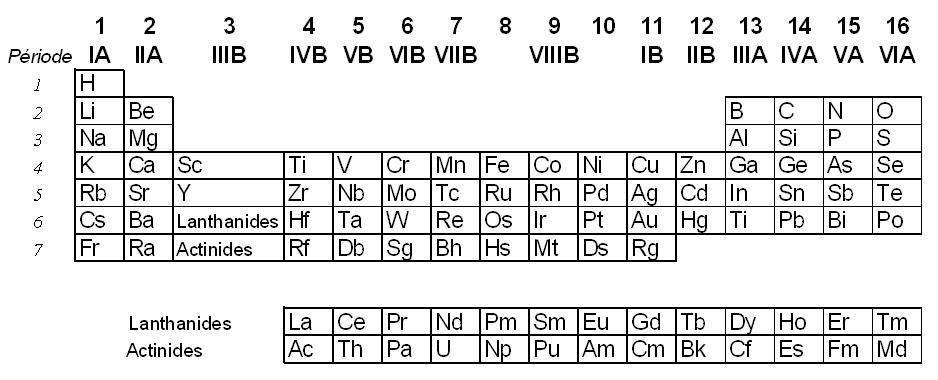 1 2 3 4 5 6 7 8 9 10 11 12 13 14 15 16
Période IA IIA IIIB IVB VB VIB VIIB VIIIB IB IIB IIIA IVA VA VIA
1 H
2 Li Be B C N O
3 Na Mg Al Si P S
4 K Ca Sc Ti V Cr Mn Fe Co Ni Cu Zn Ga Ge As Se
5 Rb Sr Y Zr Nb Mo Tc Ru Rh Pd Ag Cd In Sn Sb Te
6 Cs Ba Lanthanides Hf Ta W Re Os Ir Pt Au Hg Ti Pb Bi Po
7 Fr Ra Actinides Rf Db Sg Bh Hs Mt Ds Rg
Lanthanides La Ce Pr Nd Pm Sm Eu Gd Tb Dy Ho Er Tm
Actinides Ac Th Pa U Np Pu Am Cm Bk Cf Es Fm Md